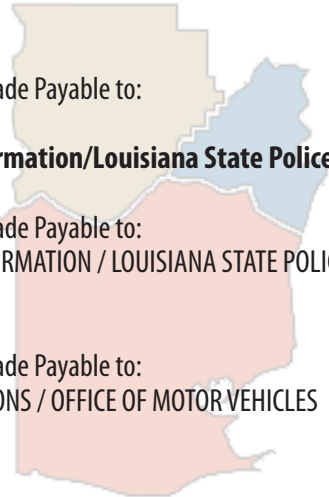 ade Payable to:
rmation/Louisiana State Police
ade Payable to:
RMATION / LOUISIANA STATE POLI
ade Payable to:
ONS / OFFICE OF MOTOR VEHICLES